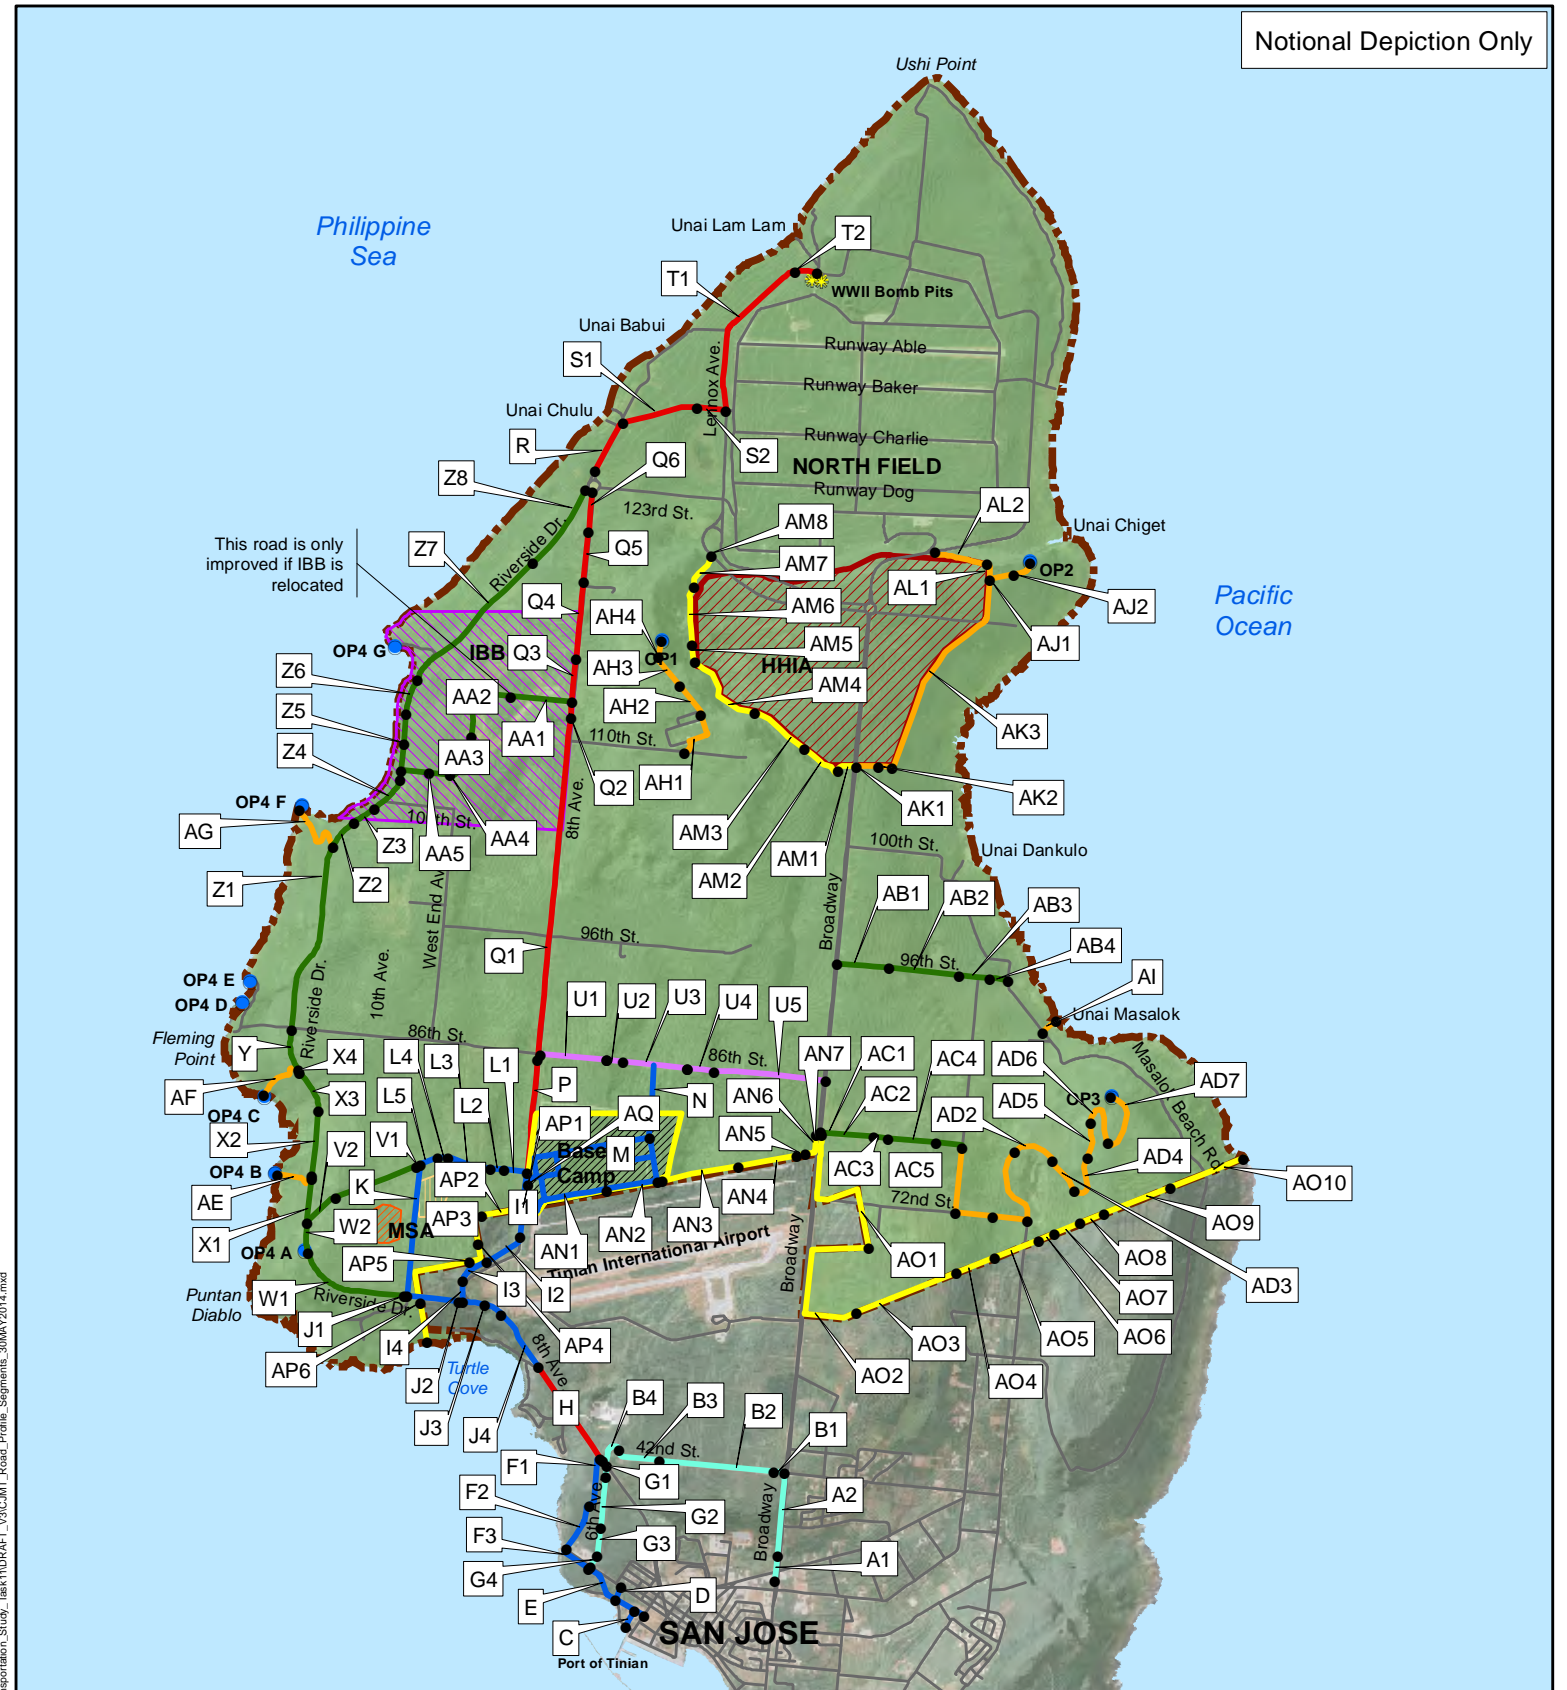 Notional Depiction Only
Ushi Point
Philippine
Sea
Unai Lam Lam
T2
T1
WWII Bomb Pits
Unai Babui
Runway Able
S1
Lennox Ave.
Runway Baker
Unai Chulu
R
Runway Charlie
S2
Q6
NORTH FIELD
Z8
Runway Dog
123rd St.
AL2
AM8
Unai Chiget
This road is only
improved if IBB is
relocated
Z7
Riverside Dr.
Q5
AM7
OP2
AL1
AJ2
Pacific
Ocean
Q4
AH4
AM6
AJ1
OP4 G
IBB
Q3
OP1
AH3
AM5
HHIA
Z6
AA2
AH2
AM4
Z5
AA1
110th St.
AK3
Z4
AA3
AH1
Q2
8th Ave.
AK1
AK2
OP4 F
AG
Z3
AA5
AA4
AM3
AM2
AM1
100th St.
Unai Dankulo
Z1
Z2
Broadway
AB1
AB2
AB3
West End Av
96th St.
Q1
AB4
96th St.
10th Ave.
Riverside Dr.
OP4 E
OP4 D
AI
Unai Masalok
Fleming
Point
Y
86th St.
U1
U2
U3
U4
U5
X4
L4
L3
L1
86th St.
AN7
AC1
AC4
AD6
Masalok Beach Rd.
AF
X3
L5
P
N
AN6
AC2
AD7
OP4 C
L2
AP1
AQ
AD2
AD5
OP3
X2
V2
V1
Base
Camp
M
AN5
AC3
AC5
AD4
OP4 B
AE
K
AP2
AN4
AO10
X1
W2
MSA
AP3
I1
AN1
AN2
AN3
72nd St.
AO9
OP4 A
AP5
Tinian International Airport
Broadway
AO1
AO8
AD3
Puntan
Diablo
W1
Riverside Dr.
I3
I2
AO7
J1
AP4
AO3
AO5
AO6
AP6
I4
8th Ave
AO2
AO4
J2
Turtle
Cove
J3
J4
H
B4
B3
B2
B1
42nd St.
F1
G1
F2
6th Ave
G2
Broadway
A2
F3
G3
A1
G4
E
D
C
SAN JOSE
Port of Tinian